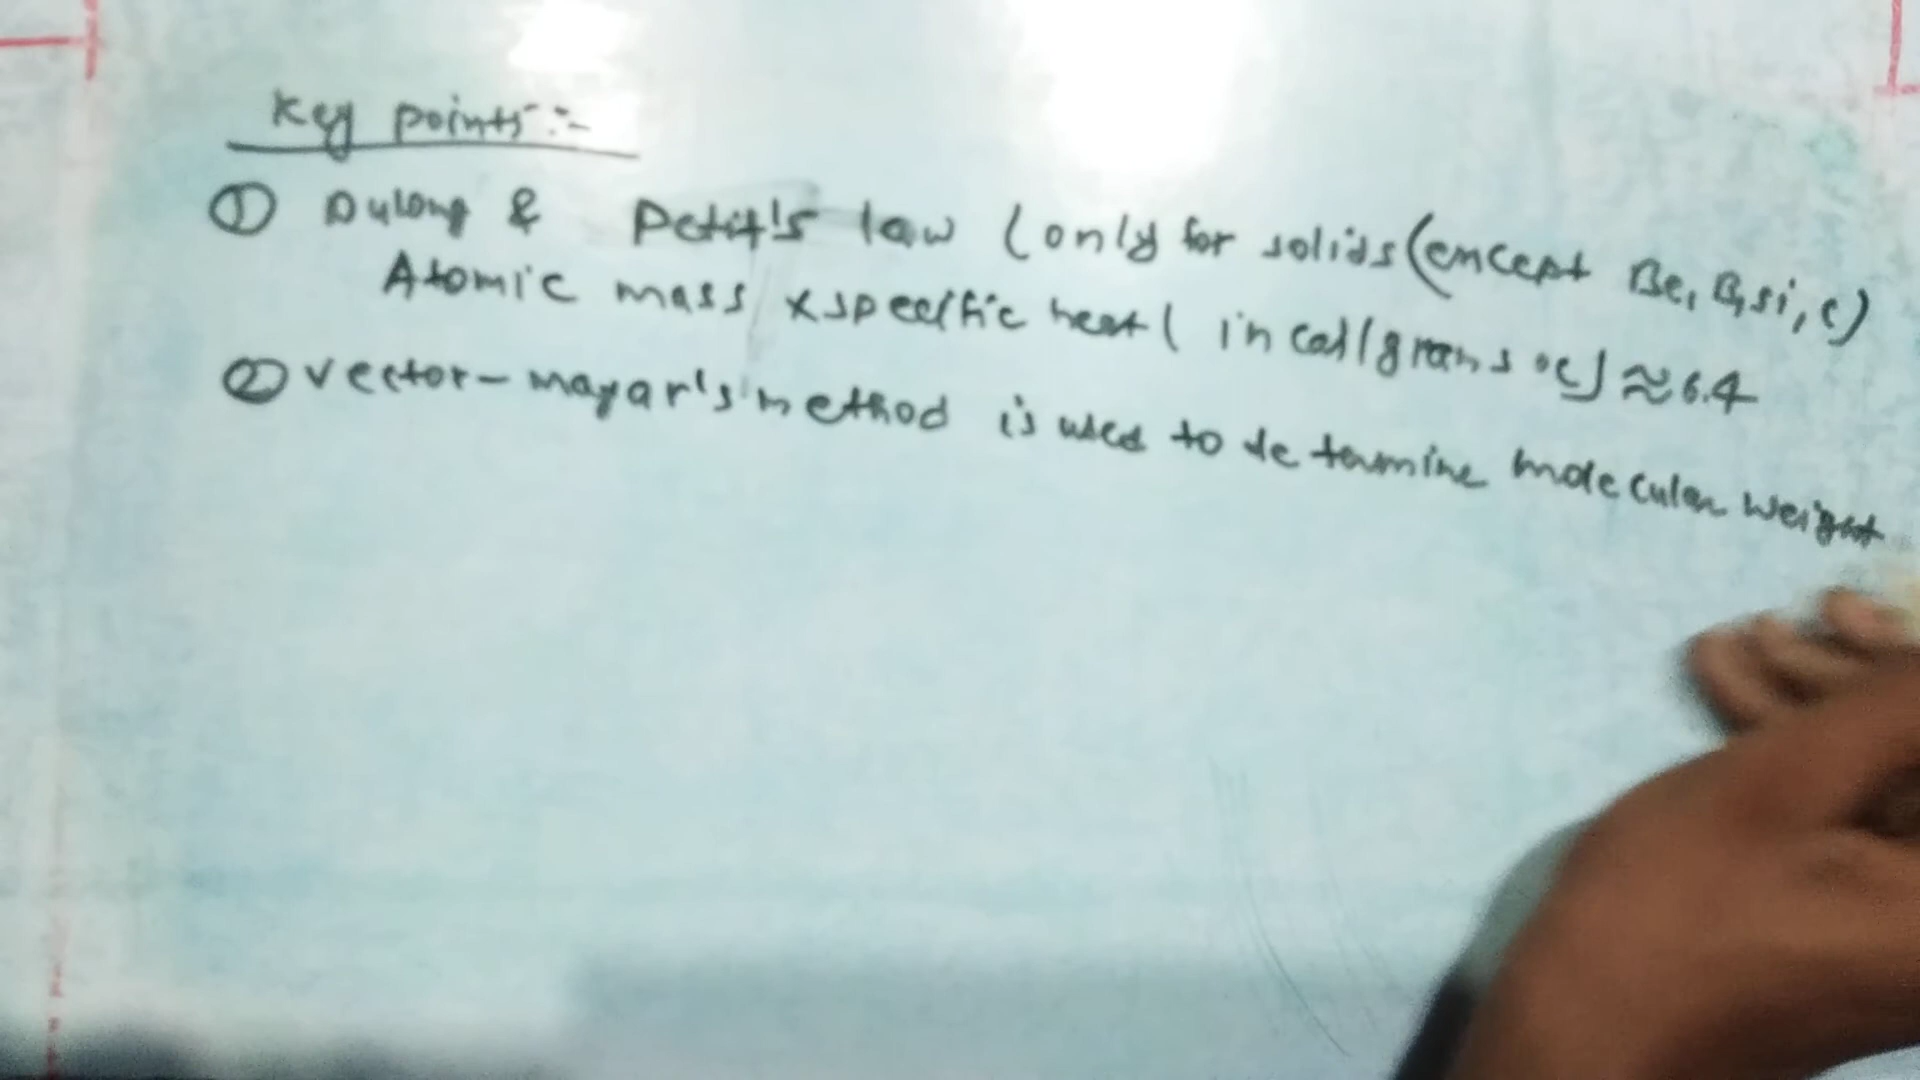 Key points :-
① Dulong & Petit's law (only for solids (encept Be, B, Si, C)
Atomic mass x specific heat ( in cal/grams °c) ≈ 6.4
② vector-mayar's method is used to determine molecular weight